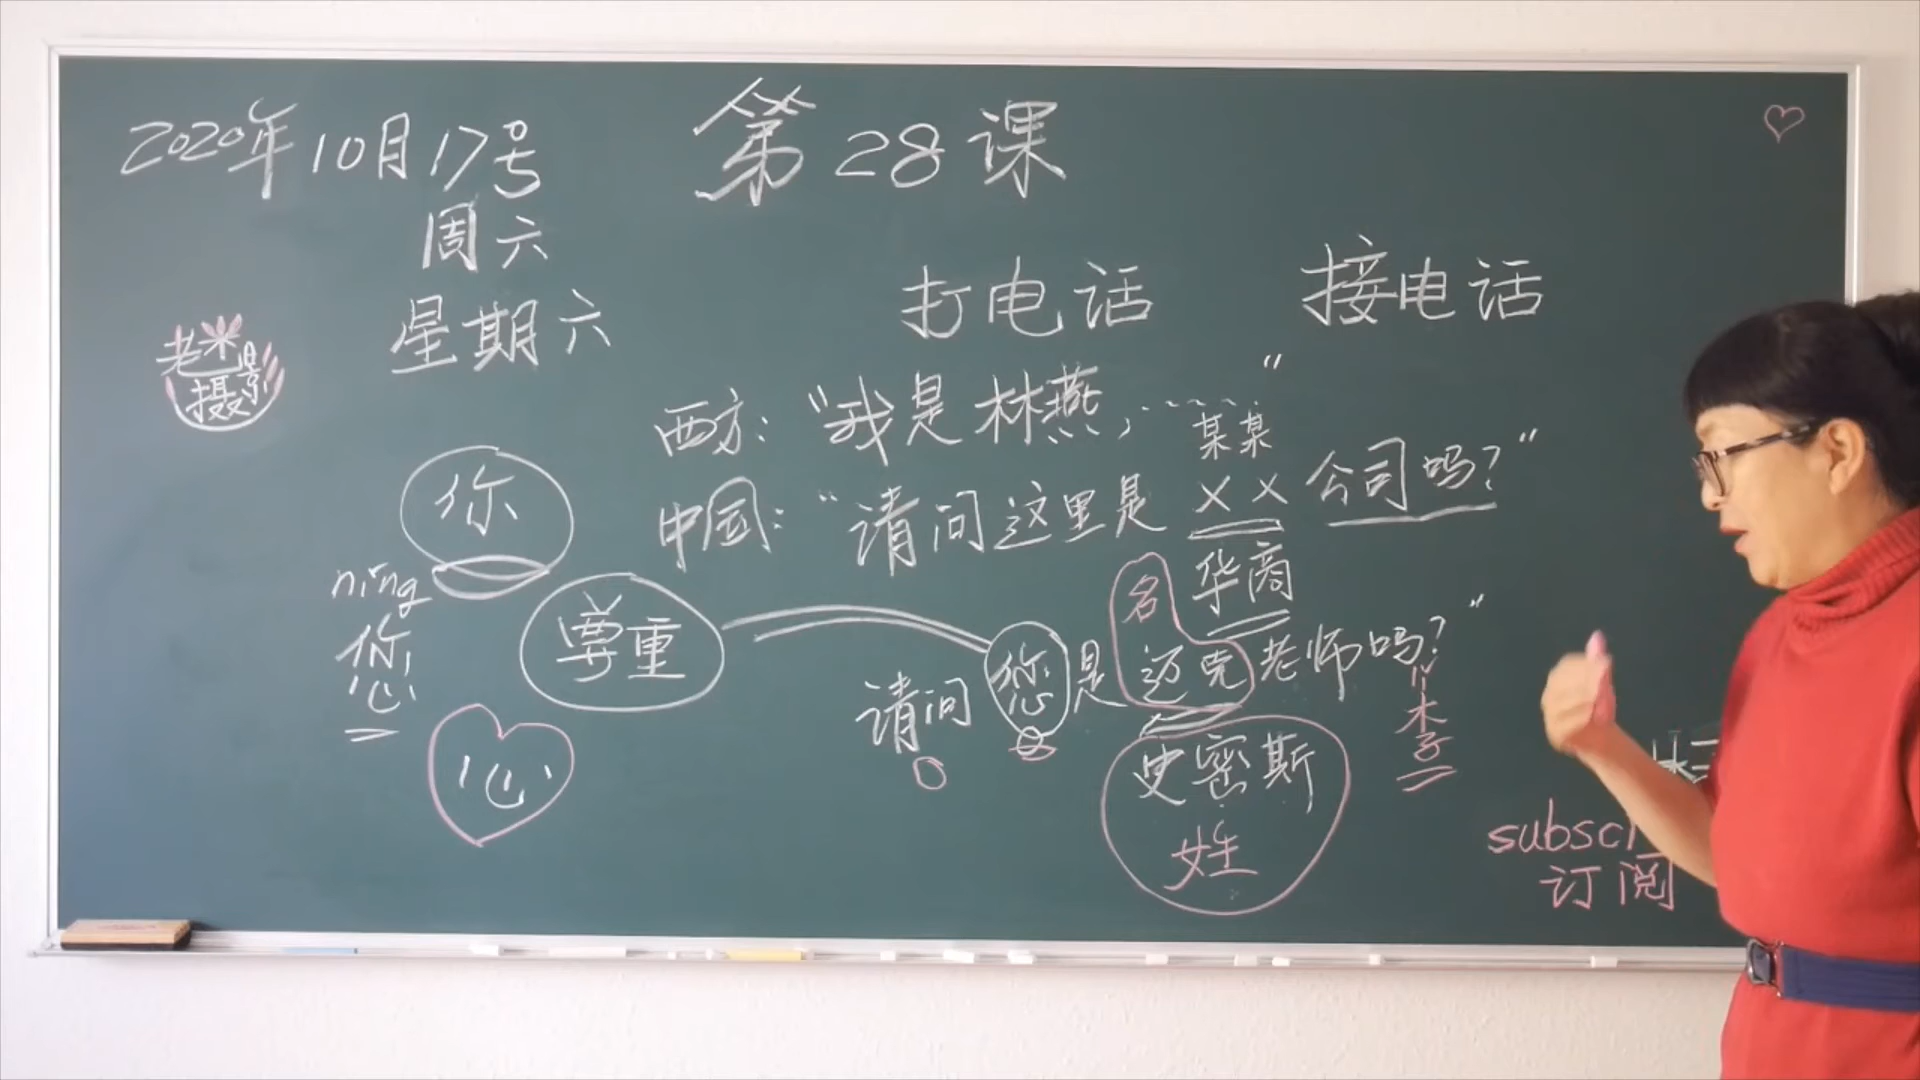 2020年10月17号
第28课
周六
星期六
打电话
接电话
老米
摄影
西方："我是林燕，……"
某某
中国："请问这里是××公司吗？"
华商
你
níng
您
尊重
心
名
请问您是迈克老师吗？"
李
史密斯
姓
subscr
订阅